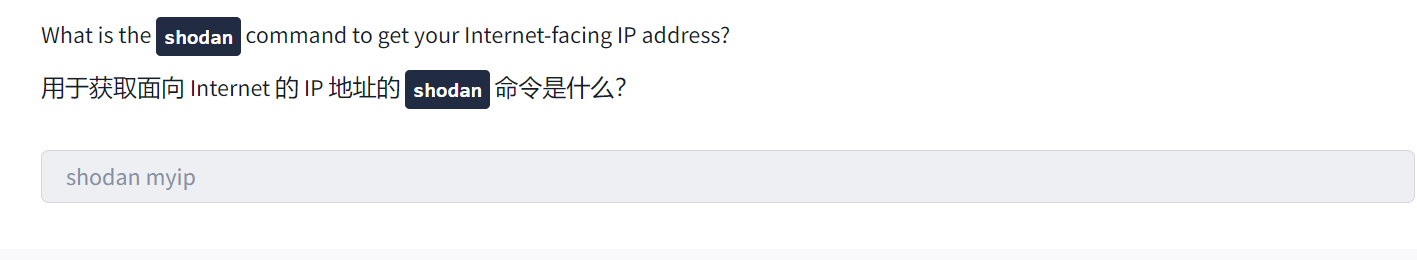 What is the shodan command to get your Internet-facing IP address?
用于获取面向 Internet 的 IP 地址的 shodan 命令是什么？
shodan myip